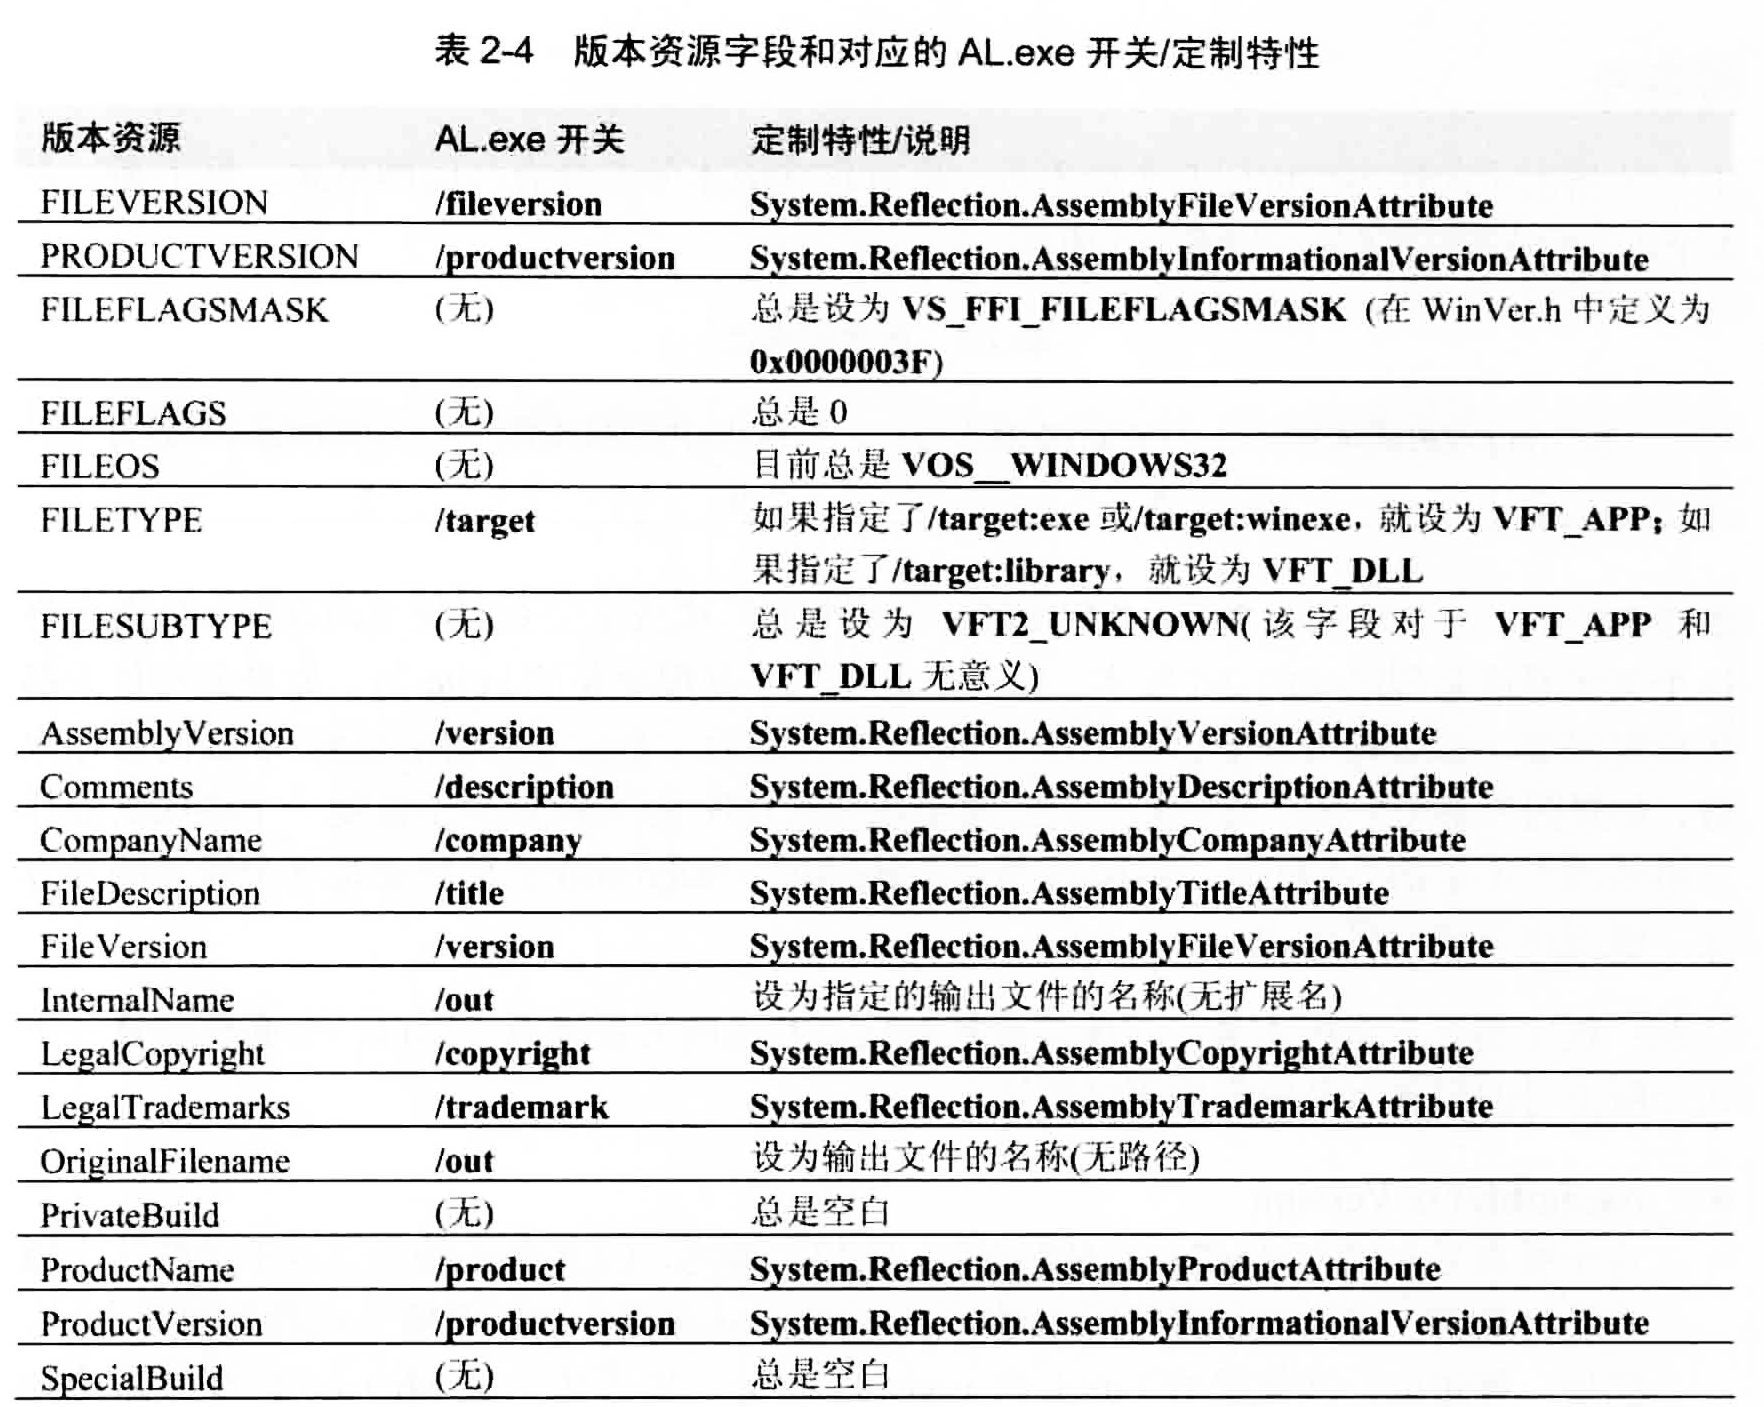 表 2-4 版本资源字段和对应的 AL.exe 开关/定制特性
版本资源 AL.exe 开关 定制特性/说明
FILEVERSION /fileversion System.Reflection.AssemblyFileVersionAttribute
PRODUCTVERSION /productversion System.Reflection.AssemblyInformationalVersionAttribute
FILEFLAGSMASK (无) 总是设为 VS_FFI_FILEFLAGSMASK (在 WinVer.h 中定义为
0x0000003F)
FILEFLAGS (无) 总是 0
FILEOS (无) 目前总是 VOS__WINDOWS32
FILETYPE /target 如果指定了/target:exe 或/target:winexe，就设为 VFT_APP；如
果指定了/target:library，就设为 VFT_DLL
FILESUBTYPE (无) 总是设为 VFT2_UNKNOWN(该字段对于 VFT_APP 和
VFT_DLL 无意义)
AssemblyVersion /version System.Reflection.AssemblyVersionAttribute
Comments /description System.Reflection.AssemblyDescriptionAttribute
CompanyName /company System.Reflection.AssemblyCompanyAttribute
FileDescription /title System.Reflection.AssemblyTitleAttribute
FileVersion /version System.Reflection.AssemblyFileVersionAttribute
InternalName /out 设为指定的输出文件的名称(无扩展名)
LegalCopyright /copyright System.Reflection.AssemblyCopyrightAttribute
LegalTrademarks /trademark System.Reflection.AssemblyTrademarkAttribute
OriginalFilename /out 设为输出文件的名称(无路径)
PrivateBuild (无) 总是空白
ProductName /product System.Reflection.AssemblyProductAttribute
ProductVersion /productversion System.Reflection.AssemblyInformationalVersionAttribute
SpecialBuild (无) 总是空白